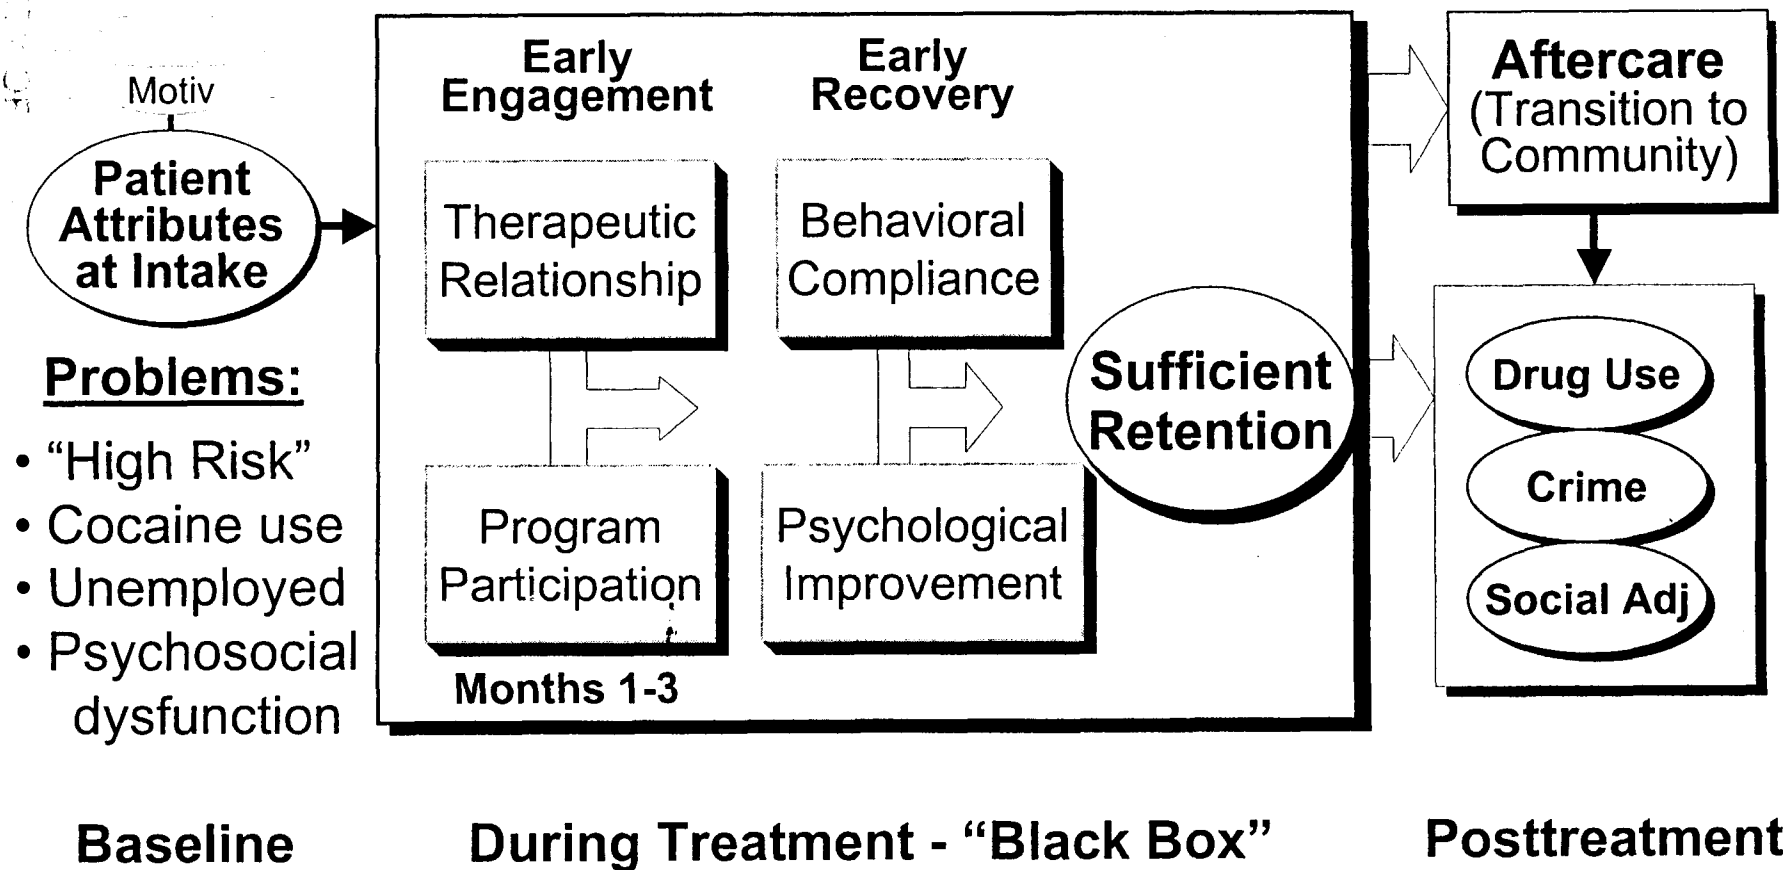 Motiv
Patient
Attributes
at Intake
Problems:
• “High Risk”
• Cocaine use
• Unemployed
• Psychosocial
dysfunction
Baseline
Early
Engagement
Therapeutic
Relationship
Program
Participation
Months 1-3
Early
Recovery
Behavioral
Compliance
Psychological
Improvement
Sufficient
Retention
During Treatment - “Black Box”
Aftercare
(Transition to
Community)
Drug Use
Crime
Social Adj
Posttreatment